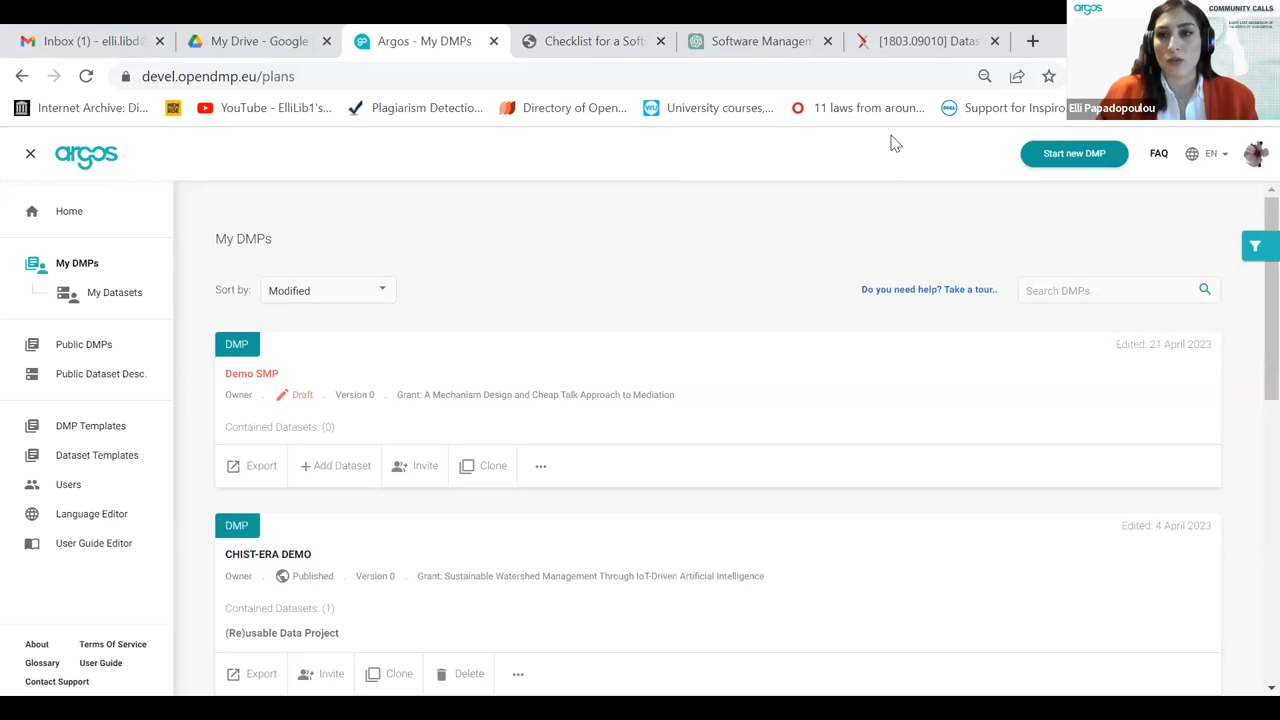 argos
COMMUNITY CALLS
Elli Papadopoulou
Inbox (1) - elli.libd
My Drive - Google
Argos - My DMPs
Checklist for a Soft
Software Managem
[1803.09010] Datas
devel.opendmp.eu/plans
Internet Archive: Di...
YouTube - ElliLib1's...
Plagiarism Detectio...
Directory of Open...
University courses,...
11 laws from aroun...
Support for Inspiro
argos
Start new DMP
FAQ
EN
Home
My DMPs
My Datasets
Public DMPs
Public Dataset Desc.
DMP Templates
Dataset Templates
Users
Language Editor
User Guide Editor
About
Terms Of Service
Glossary
User Guide
Contact Support
My DMPs
Sort by:
Modified
Do you need help? Take a tour..
Search DMPs
DMP
Edited: 21 April 2023
Demo SMP
Owner . Draft . Version 0 . Grant: A Mechanism Design and Cheap Talk Approach to Mediation
Contained Datasets: (0)
Export
Add Dataset
Invite
Clone
DMP
Edited: 4 April 2023
CHIST-ERA DEMO
Owner . Published . Version 0 . Grant: Sustainable Watershed Management Through IoT-Driven Artificial Intelligence
Contained Datasets: (1)
(Re)usable Data Project
Export
Invite
Clone
Delete